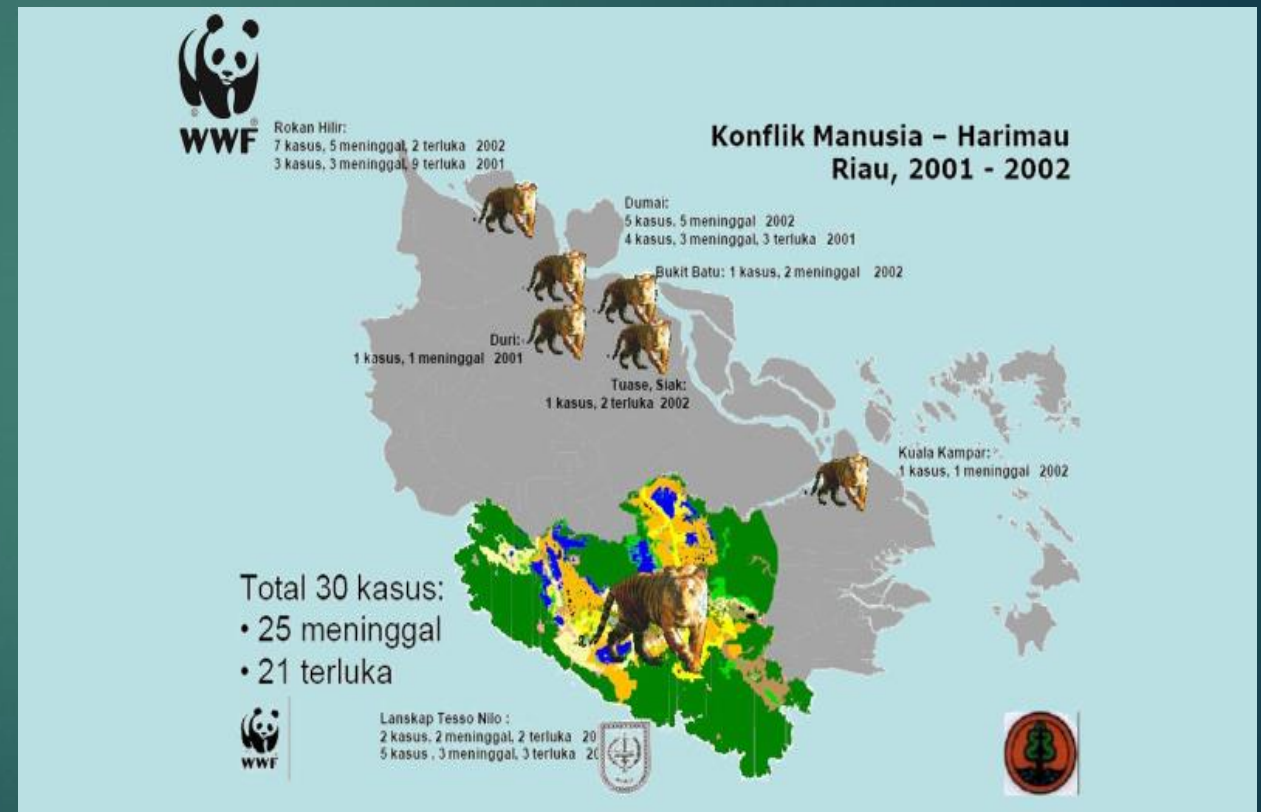 WWF
Rokan Hilir:
7 kasus, 5 meninggal, 2 terluka 2002
3 kasus, 3 meninggal, 9 terluka 2001
Konflik Manusia – Harimau
Riau, 2001 - 2002
Dumai:
5 kasus, 5 meninggal 2002
4 kasus, 3 meninggal, 3 terluka 2001
Bukit Batu: 1 kasus, 2 meninggal 2002
Duri:
1 kasus, 1 meninggal 2001
Tuase, Siak:
1 kasus, 2 terluka 2002
Kuala Kampar:
1 kasus, 1 meninggal 2002
Total 30 kasus:
• 25 meninggal
• 21 terluka
Lanskap Tesso Nilo :
2 kasus, 2 meninggal, 2 terluka 20
5 kasus , 3 meninggal, 3 terluka 20
WWF